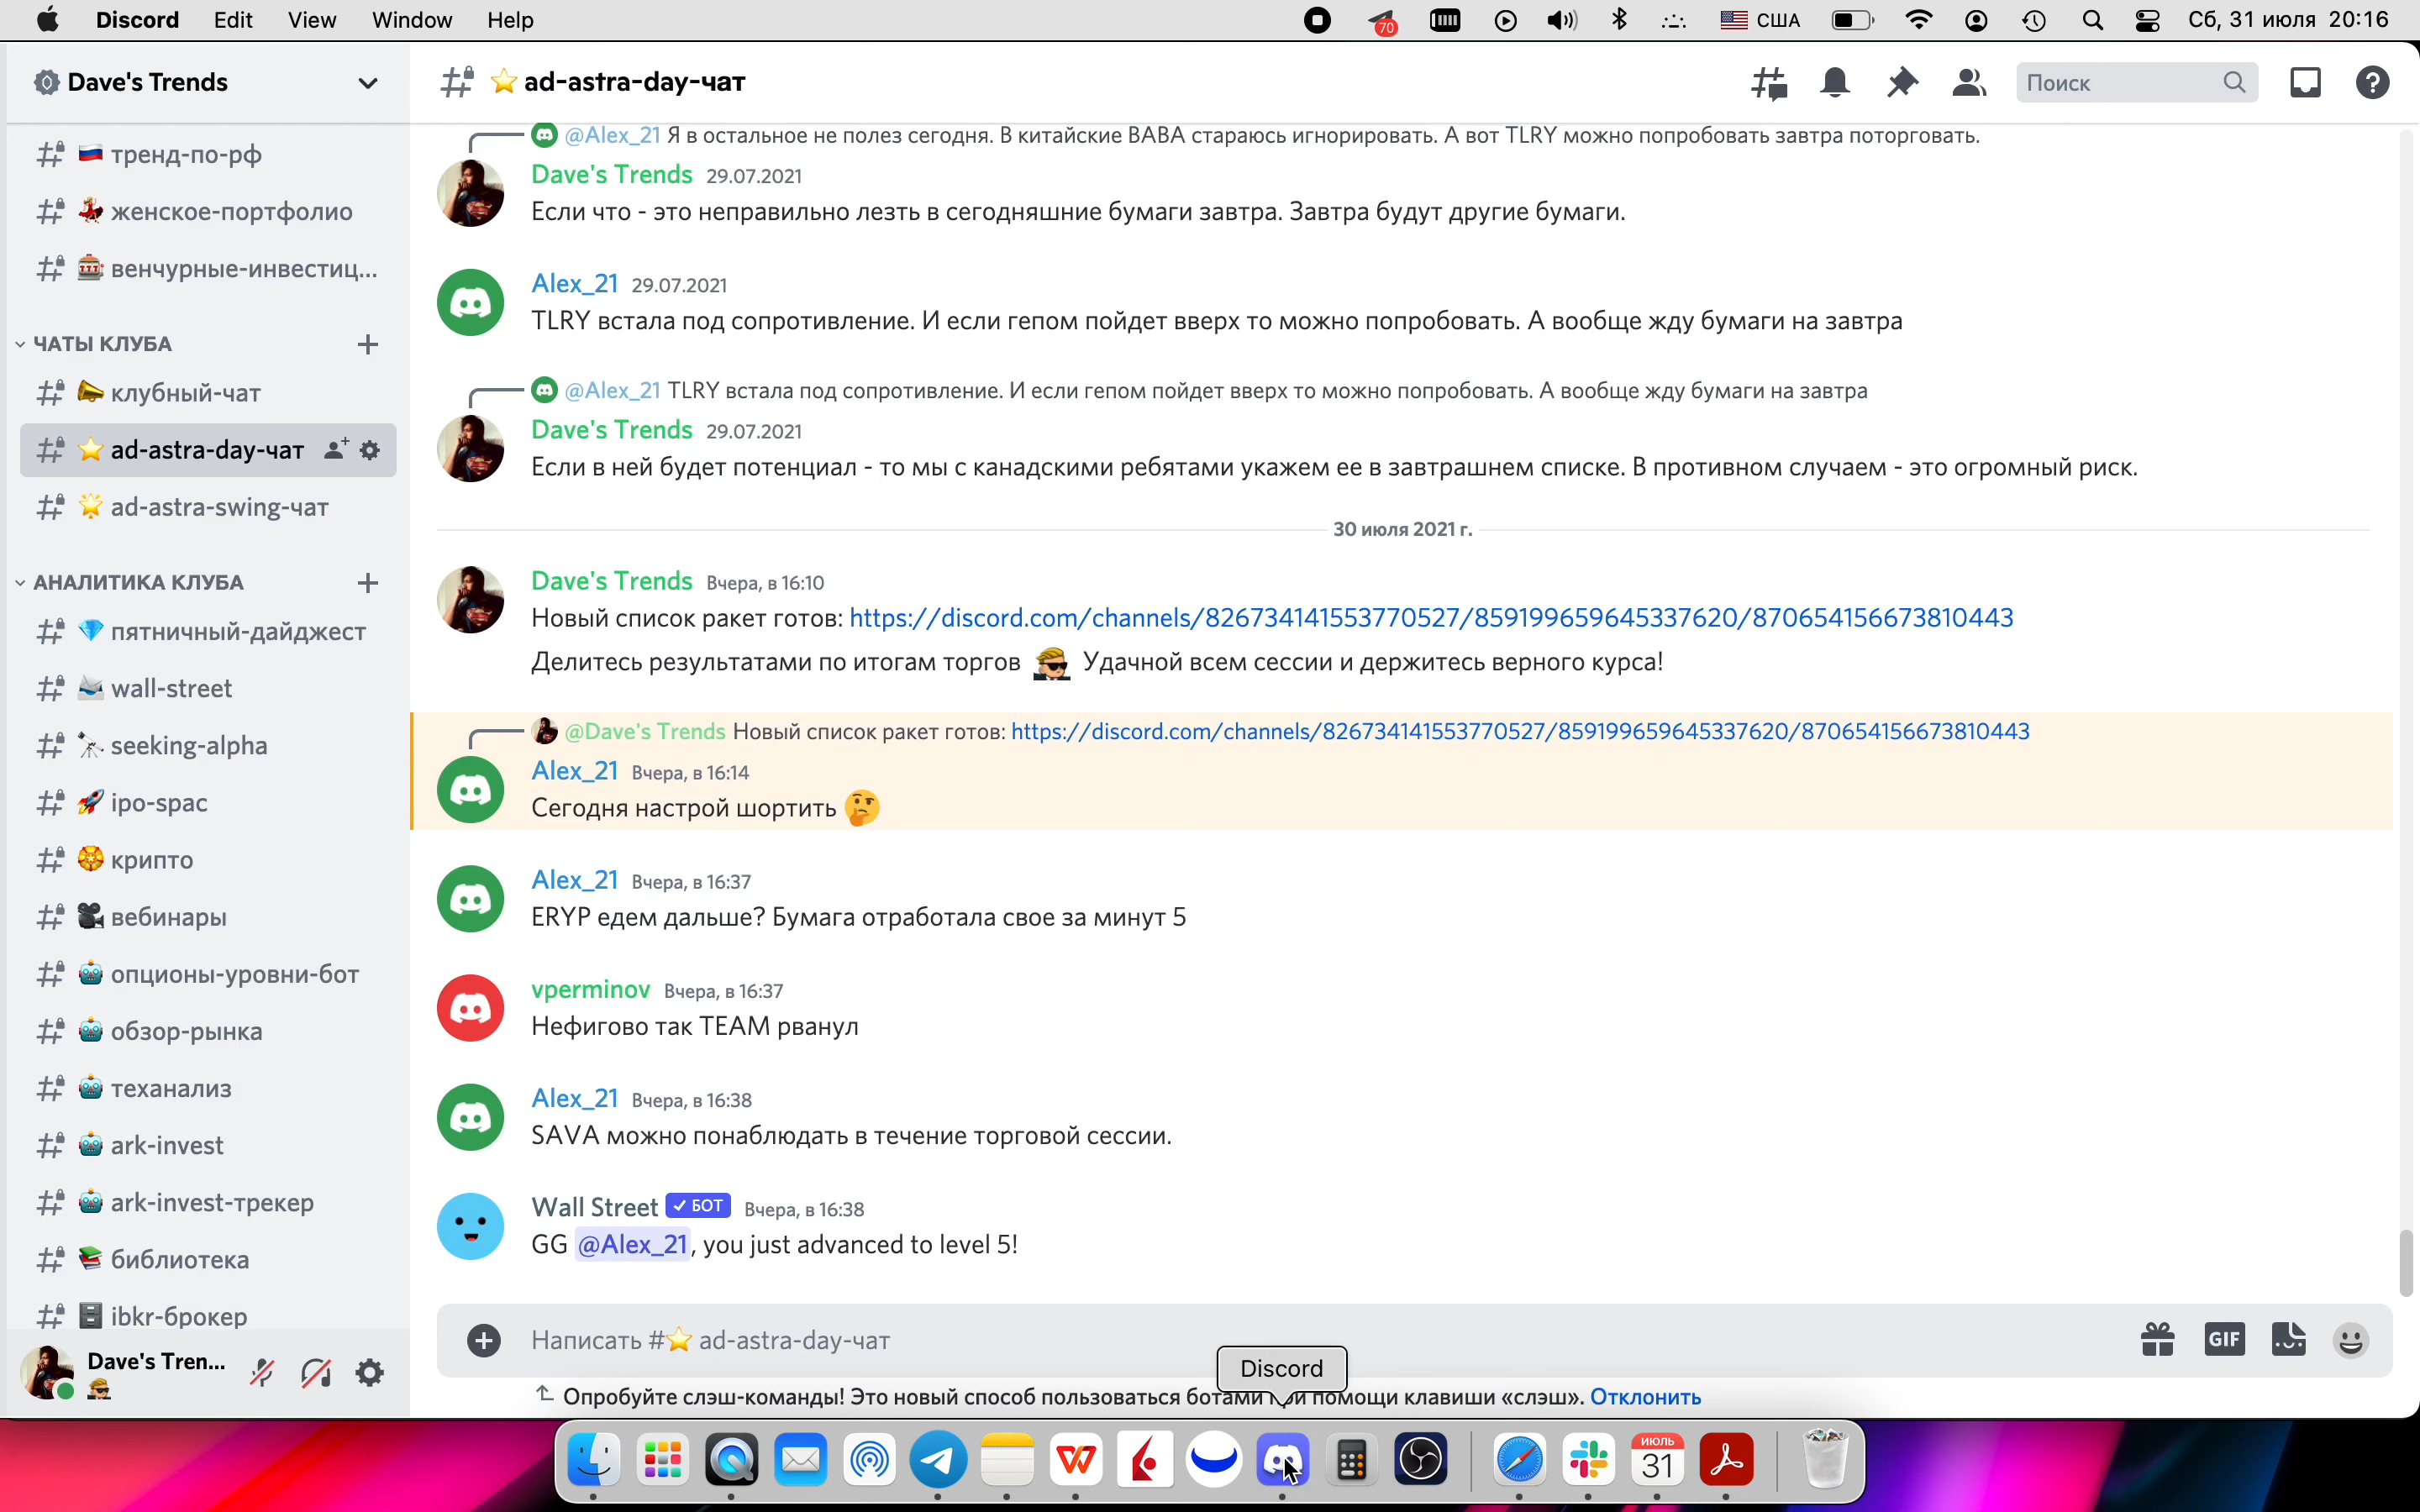 Discord Edit View Window Help
70 США Сб, 31 июля 20:16
Dave's Trends
ad-astra-day-чат
Поиск
тренд-по-рф
женское-портфолио
венчурные-инвестиц...
ЧАТЫ КЛУБА
клубный-чат
ad-astra-day-чат
ad-astra-swing-чат
АНАЛИТИКА КЛУБА
пятничный-дайджест
wall-street
seeking-alpha
ipo-spac
крипто
вебинары
опционы-уровни-бот
обзор-рынка
теханализ
ark-invest
ark-invest-трекер
библиотека
ibkr-брокер
Dave's Tren...
@Alex_21 Я в остальное не полез сегодня. В китайские BABA стараюсь игнорировать. А вот TLRY можно попробовать завтра поторговать.
Dave's Trends 29.07.2021
Если что - это неправильно лезть в сегодняшние бумаги завтра. Завтра будут другие бумаги.
Alex_21 29.07.2021
TLRY встала под сопротивление. И если гепом пойдет вверх то можно попробовать. А вообще жду бумаги на завтра
@Alex_21 TLRY встала под сопротивление. И если гепом пойдет вверх то можно попробовать. А вообще жду бумаги на завтра
Dave's Trends 29.07.2021
Если в ней будет потенциал - то мы с канадскими ребятами укажем ее в завтрашнем списке. В противном случаем - это огромный риск.
30 июля 2021 г.
Dave's Trends Вчера, в 16:10
Новый список ракет готов: https://discord.com/channels/826734141553770527/859199659645337620/870654156673810443
Делитесь результатами по итогам торгов Удачной всем сессии и держитесь верного курса!
@Dave's Trends Новый список ракет готов: https://discord.com/channels/826734141553770527/859199659645337620/870654156673810443
Alex_21 Вчера, в 16:14
Сегодня настрой шортить 🤔
Alex_21 Вчера, в 16:37
ERYP едем дальше? Бумага отработала свое за минут 5
vperminov Вчера, в 16:37
Нефигово так TEAM рванул
Alex_21 Вчера, в 16:38
SAVA можно понаблюдать в течение торговой сессии.
Wall Street ✓ БОТ Вчера, в 16:38
GG @Alex_21, you just advanced to level 5!
Написать #⭐ ad-astra-day-чат
GIF
Discord
Опробуйте слэш-команды! Это новый способ пользоваться ботами при помощи клавиши «слэш». Отклонить
ИЮЛЬ
31